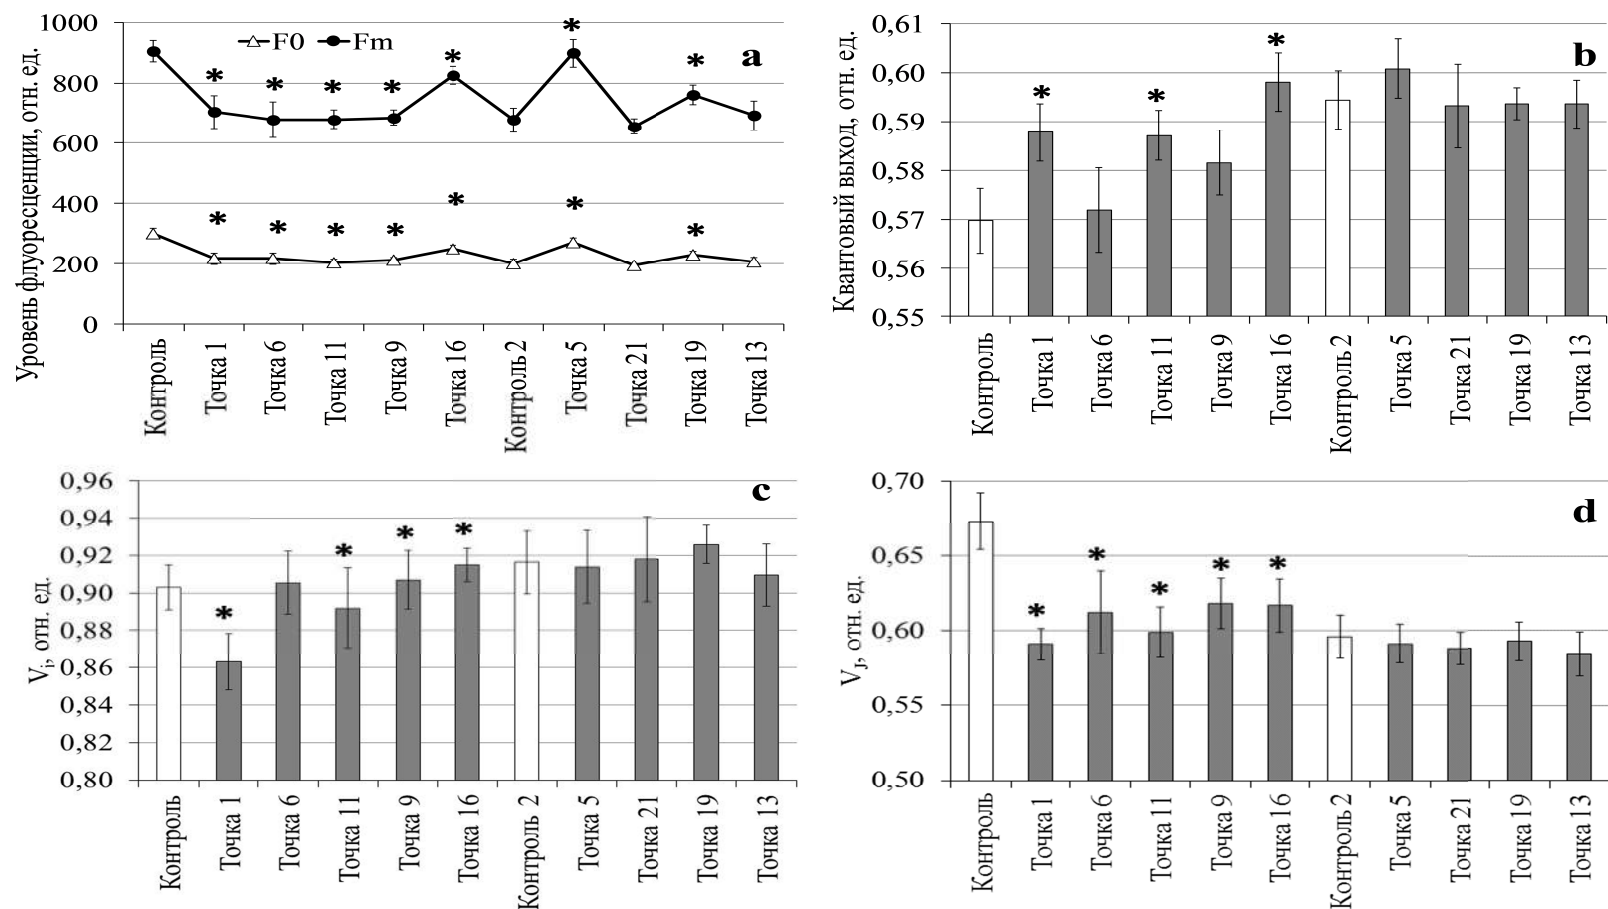 Уровень флуоресценции, отн. ед.
1000
800
600
400
200
0
F0
Fm
a
* * * * * * *
* * * * * * *
Контроль
Точка 1
Точка 6
Точка 11
Точка 9
Точка 16
Контроль 2
Точка 5
Точка 21
Точка 19
Точка 13
Квантовый выход, отн. ед.
0,61
0,60
0,59
0,58
0,57
0,56
0,55
b
* * *
Контроль
Точка 1
Точка 6
Точка 11
Точка 9
Точка 16
Контроль 2
Точка 5
Точка 21
Точка 19
Точка 13
Vi, отн. ед.
0,96
0,94
0,92
0,90
0,88
0,86
0,84
0,82
0,80
c
* * * *
Контроль
Точка 1
Точка 6
Точка 11
Точка 9
Точка 16
Контроль 2
Точка 5
Точка 21
Точка 19
Точка 13
VJ, отн. ед.
0,70
0,65
0,60
0,55
0,50
d
* * * * *
Контроль
Точка 1
Точка 6
Точка 11
Точка 9
Точка 16
Контроль 2
Точка 5
Точка 21
Точка 19
Точка 13